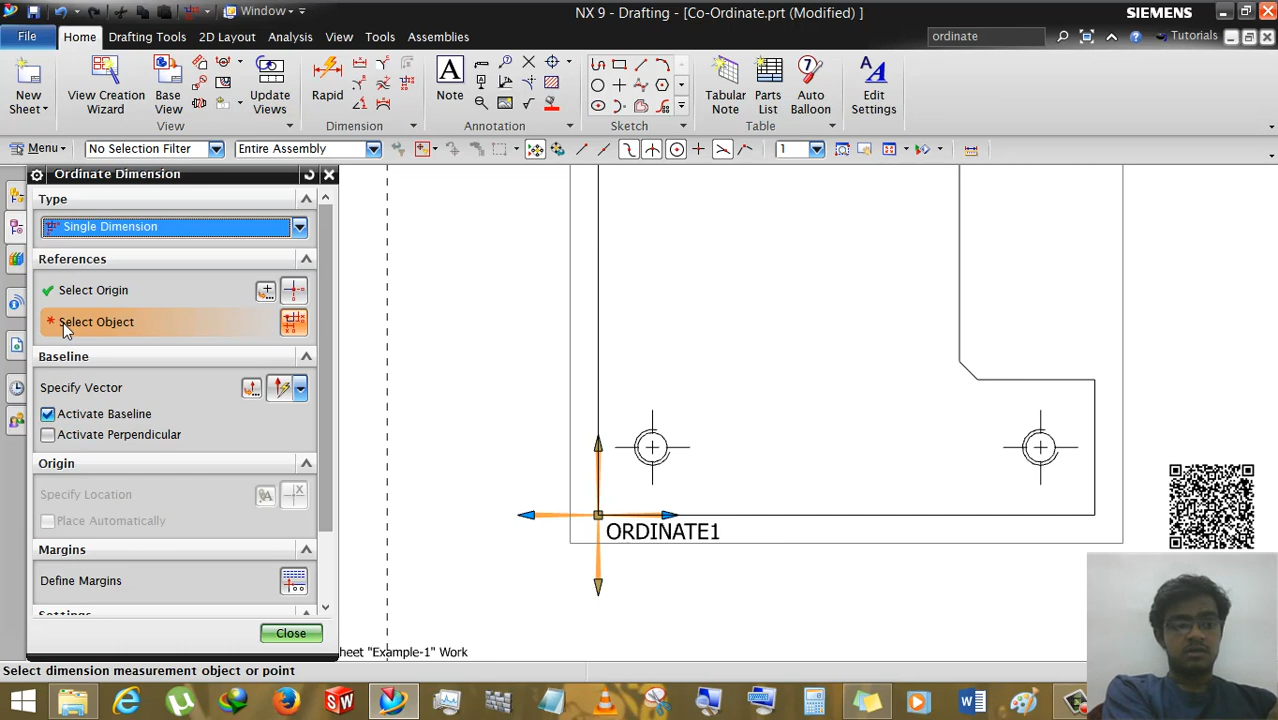 Window
NX 9 - Drafting - [Co-Ordinate.prt (Modified) ]
SIEMENS
File
Home
Drafting Tools
2D Layout
Analysis
View
Tools
Assemblies
ordinate
Tutorials
New Sheet
View Creation Wizard
Base View
Update Views
Rapid
Note
Tabular Note
Parts List
Auto Balloon
Edit Settings
View
Dimension
Annotation
Sketch
Table
Menu
No Selection Filter
Entire Assembly
1
Ordinate Dimension
Type
Single Dimension
References
Select Origin
* Select Object
Baseline
Specify Vector
Activate Baseline
Activate Perpendicular
Origin
Specify Location
Place Automatically
Margins
Define Margins
Settings
Close
ORDINATE1
heet "Example-1" Work
Select dimension measurement object or point